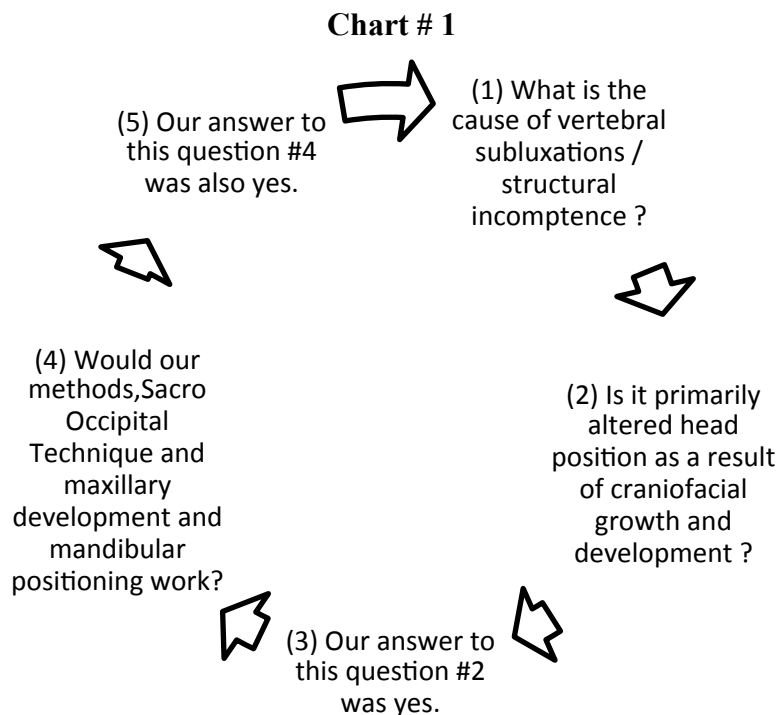 Chart # 1
(1) What is the
cause of vertebral
subluxations /
structural
incomptence ?
(2) Is it primarily
altered head
position as a result
of craniofacial
growth and
development ?
(3) Our answer to
this question #2
was yes.
(4) Would our
methods,Sacro
Occipital
Technique and
maxillary
development and
mandibular
positioning work?
(5) Our answer to
this question #4
was also yes.